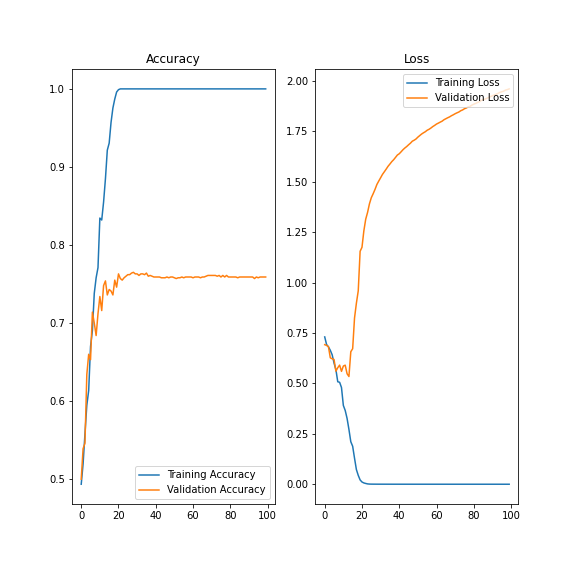 Accuracy
1.0
0.9
0.8
0.7
0.6
0.5
0 20 40 60 80 100
Training Accuracy
Validation Accuracy
Loss
2.00
1.75
1.50
1.25
1.00
0.75
0.50
0.25
0.00
0 20 40 60 80 100
Training Loss
Validation Loss